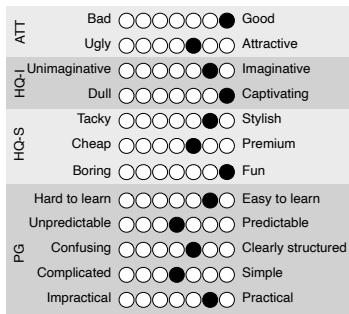 ATT
Bad Good
Ugly Attractive
HQ-I
Unimaginative Imaginative
Dull Captivating
HQ-S
Tacky Stylish
Cheap Premium
Boring Fun
PG
Hard to learn Easy to learn
Unpredictable Predictable
Confusing Clearly structured
Complicated Simple
Impractical Practical